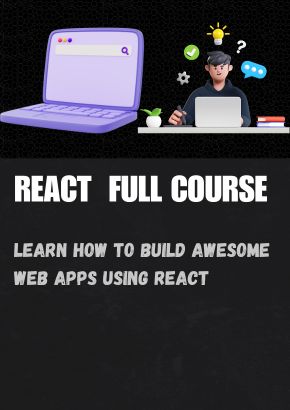 REACT FULL COURSE
LEARN HOW TO BUILD AWESOME
WEB APPS USING REACT
?